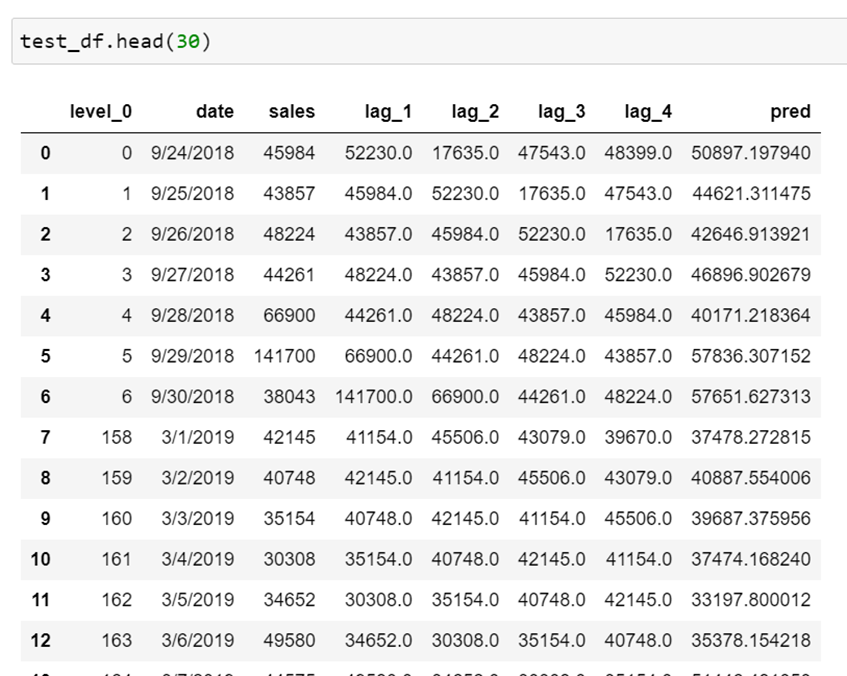 test_df.head(30)
level_0 date sales lag_1 lag_2 lag_3 lag_4 pred
0 0 9/24/2018 45984 52230.0 17635.0 47543.0 48399.0 50897.197940
1 1 9/25/2018 43857 45984.0 52230.0 17635.0 47543.0 44621.311475
2 2 9/26/2018 48224 43857.0 45984.0 52230.0 17635.0 42646.913921
3 3 9/27/2018 44261 48224.0 43857.0 45984.0 52230.0 46896.902679
4 4 9/28/2018 66900 44261.0 48224.0 43857.0 45984.0 40171.218364
5 5 9/29/2018 141700 66900.0 44261.0 48224.0 43857.0 57836.307152
6 6 9/30/2018 38043 141700.0 66900.0 44261.0 48224.0 57651.627313
7 158 3/1/2019 42145 41154.0 45506.0 43079.0 39670.0 37478.272815
8 159 3/2/2019 40748 42145.0 41154.0 45506.0 43079.0 40887.554006
9 160 3/3/2019 35154 40748.0 42145.0 41154.0 45506.0 39687.375956
10 161 3/4/2019 30308 35154.0 40748.0 42145.0 41154.0 37474.168240
11 162 3/5/2019 34652 30308.0 35154.0 40748.0 42145.0 33197.800012
12 163 3/6/2019 49580 34652.0 30308.0 35154.0 40748.0 35378.154218